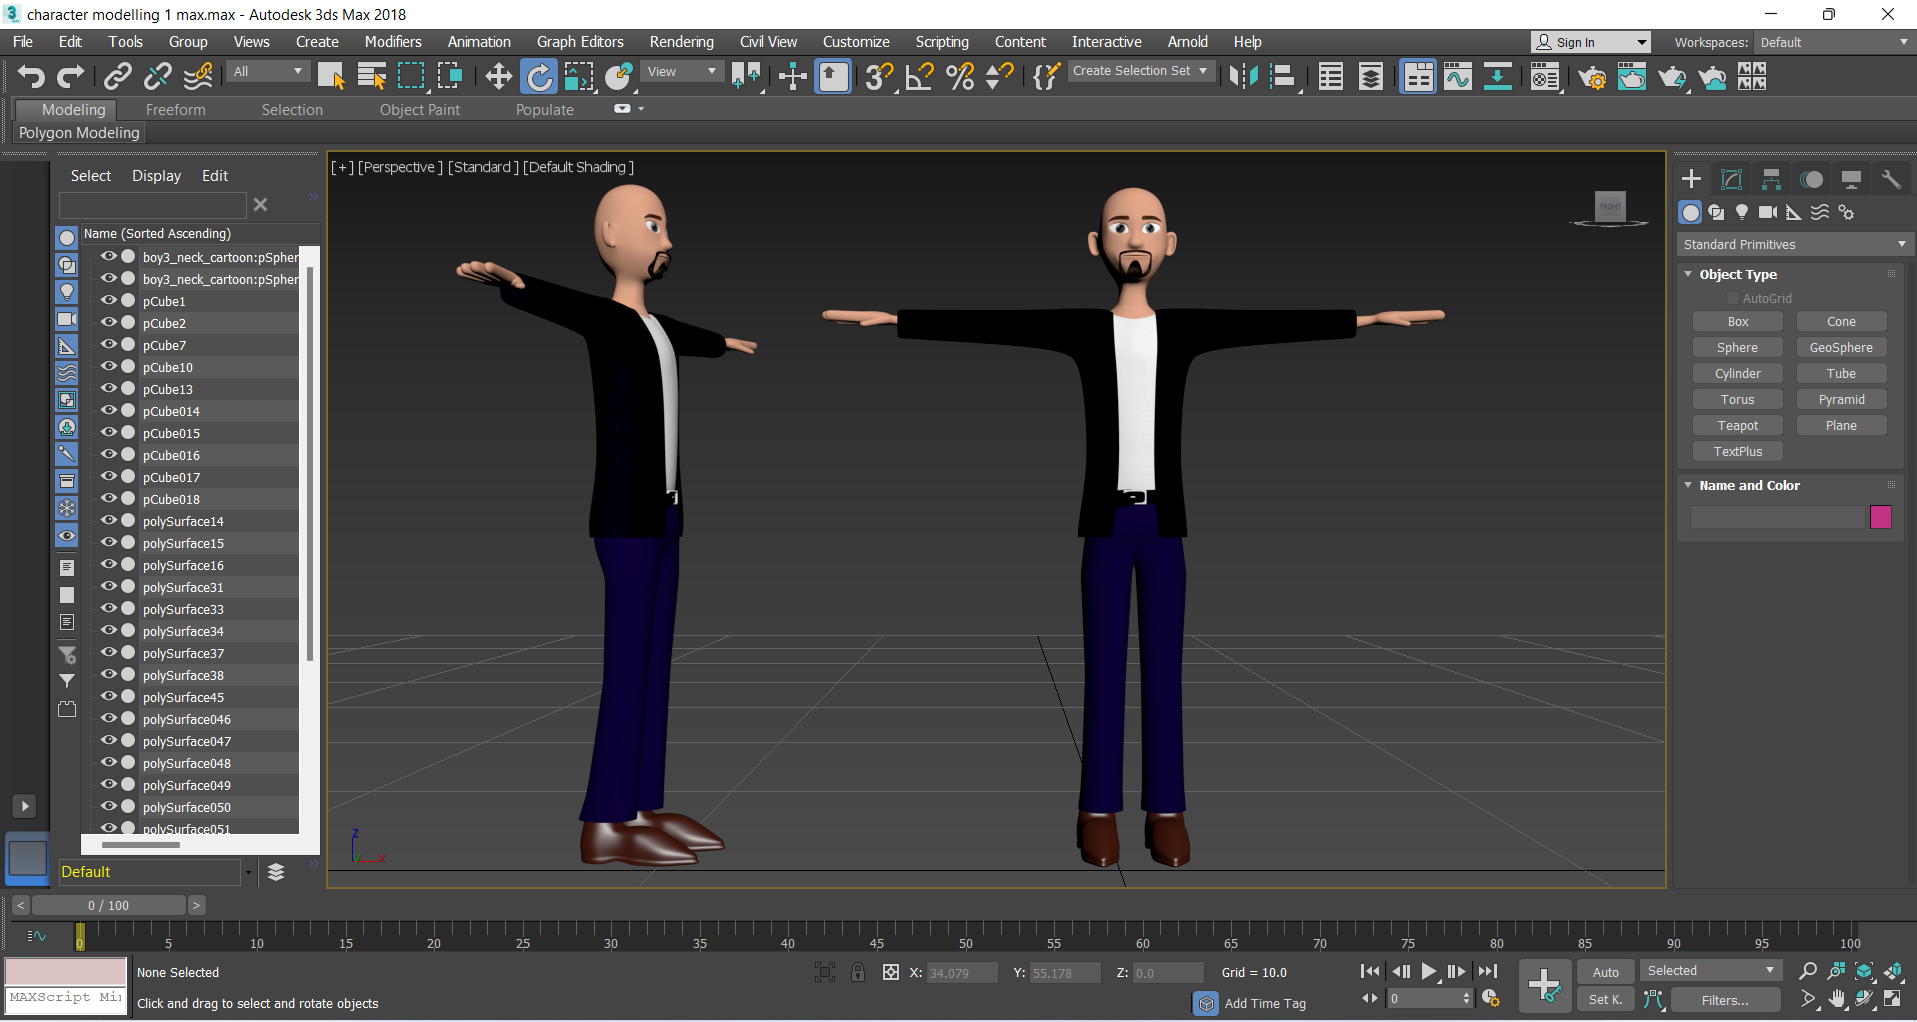 character modelling 1 max.max - Autodesk 3ds Max 2018
File Edit Tools Group Views Create Modifiers Animation Graph Editors Rendering Civil View Customize Scripting Content Interactive Arnold Help Sign In Workspaces: Default
All View Create Selection Set
Modeling Freeform Selection Object Paint Populate
Polygon Modeling
Select Display Edit
Name (Sorted Ascending)
boy3_neck_cartoon:pSpher
boy3_neck_cartoon:pSpher
pCube1
pCube2
pCube7
pCube10
pCube13
pCube014
pCube015
pCube016
pCube017
pCube018
polySurface14
polySurface15
polySurface16
polySurface31
polySurface33
polySurface34
polySurface37
polySurface38
polySurface45
polySurface046
polySurface047
polySurface048
polySurface049
polySurface050
polySurface051
Default
[+] [Perspective] [Standard] [Default Shading]
FRONT
z
x
Standard Primitives
Object Type
AutoGrid
Box Cone
Sphere GeoSphere
Cylinder Tube
Torus Pyramid
Teapot Plane
TextPlus
Name and Color
< 0 / 100 >
0 5 10 15 20 25 30 35 40 45 50 55 60 65 70 75 80 85 90 95 100
None Selected X: 34.079 Y: 55.178 Z: 0.0 Grid = 10.0 Auto Selected
MAXScript Mi
Click and drag to select and rotate objects Add Time Tag 0 Set K. Filters...